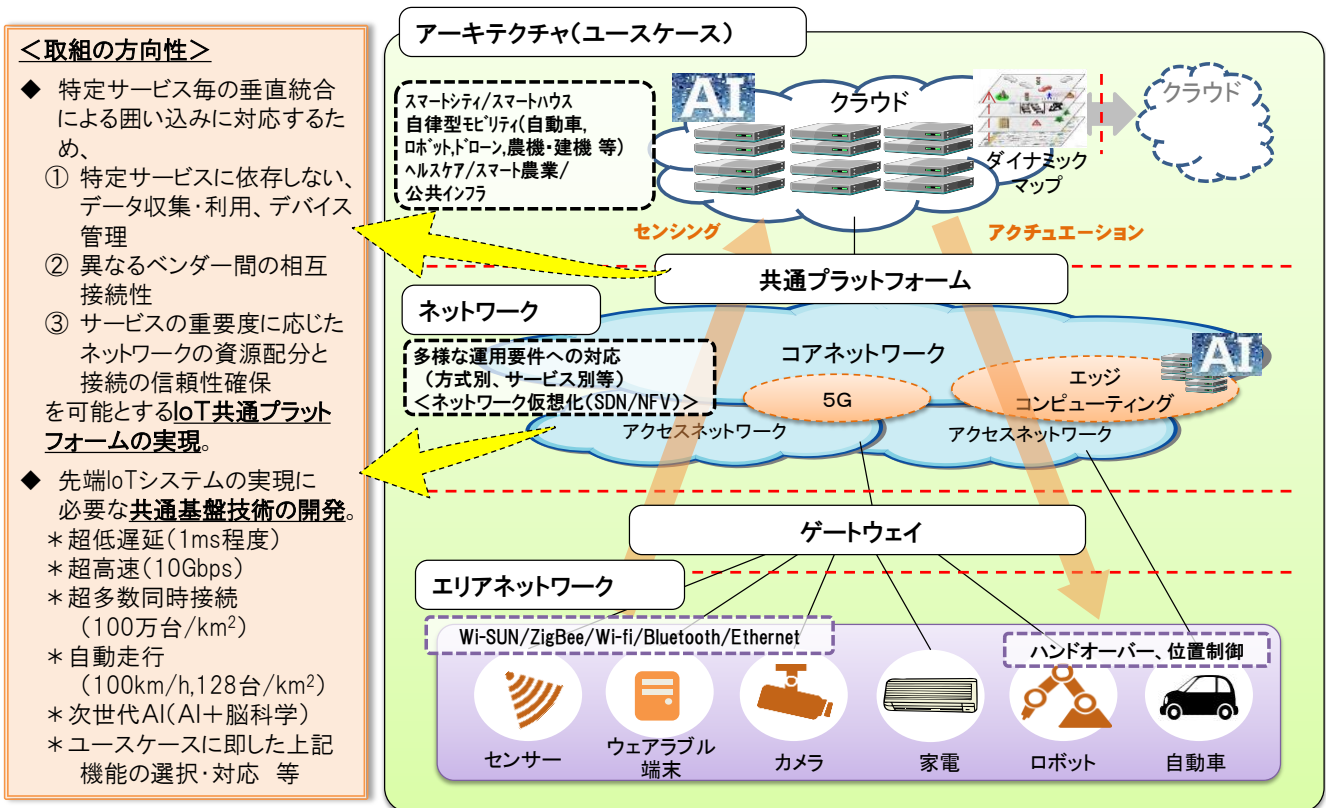 <取組の方向性>
◆ 特定サービス毎の垂直統合
による囲い込みに対応するた
め、
① 特定サービスに依存しない、
データ収集・利用、デバイス
管理
② 異なるベンダー間の相互
接続性
③ サービスの重要度に応じた
ネットワークの資源配分と
接続の信頼性確保
を可能とするIoT共通プラット
フォームの実現。
◆ 先端IoTシステムの実現に
必要な共通基盤技術の開発。
＊超低遅延(1ms程度)
＊超高速(10Gbps)
＊超多数同時接続
(100万台/km²)
＊自動走行
(100km/h,128台/km²)
＊次世代AI(AI＋脳科学)
＊ユースケースに即した上記
機能の選択・対応 等
アーキテクチャ(ユースケース)
スマートシティ/スマートハウス
自律型ﾓﾋﾞﾘﾃｨ(自動車,
ﾛﾎﾞｯﾄ,ﾄﾞﾛｰﾝ,農機・建機 等)
ﾍﾙｽｹｱ/スマート農業/
公共ｲﾝﾌﾗ
AI
クラウド
ダイナミック
マップ
クラウド
センシング
アクチュエーション
共通プラットフォーム
ネットワーク
多様な運用要件への対応
(方式別、サービス別等)
＜ネットワーク仮想化(SDN/NFV)＞
コアネットワーク
AI
5G
エッジ
コンピューティング
アクセスネットワーク
アクセスネットワーク
ゲートウェイ
エリアネットワーク
Wi-SUN/ZigBee/Wi-fi/Bluetooth/Ethernet
ハンドオーバー、位置制御
センサー
ウェアラブル
端末
カメラ
家電
ロボット
自動車